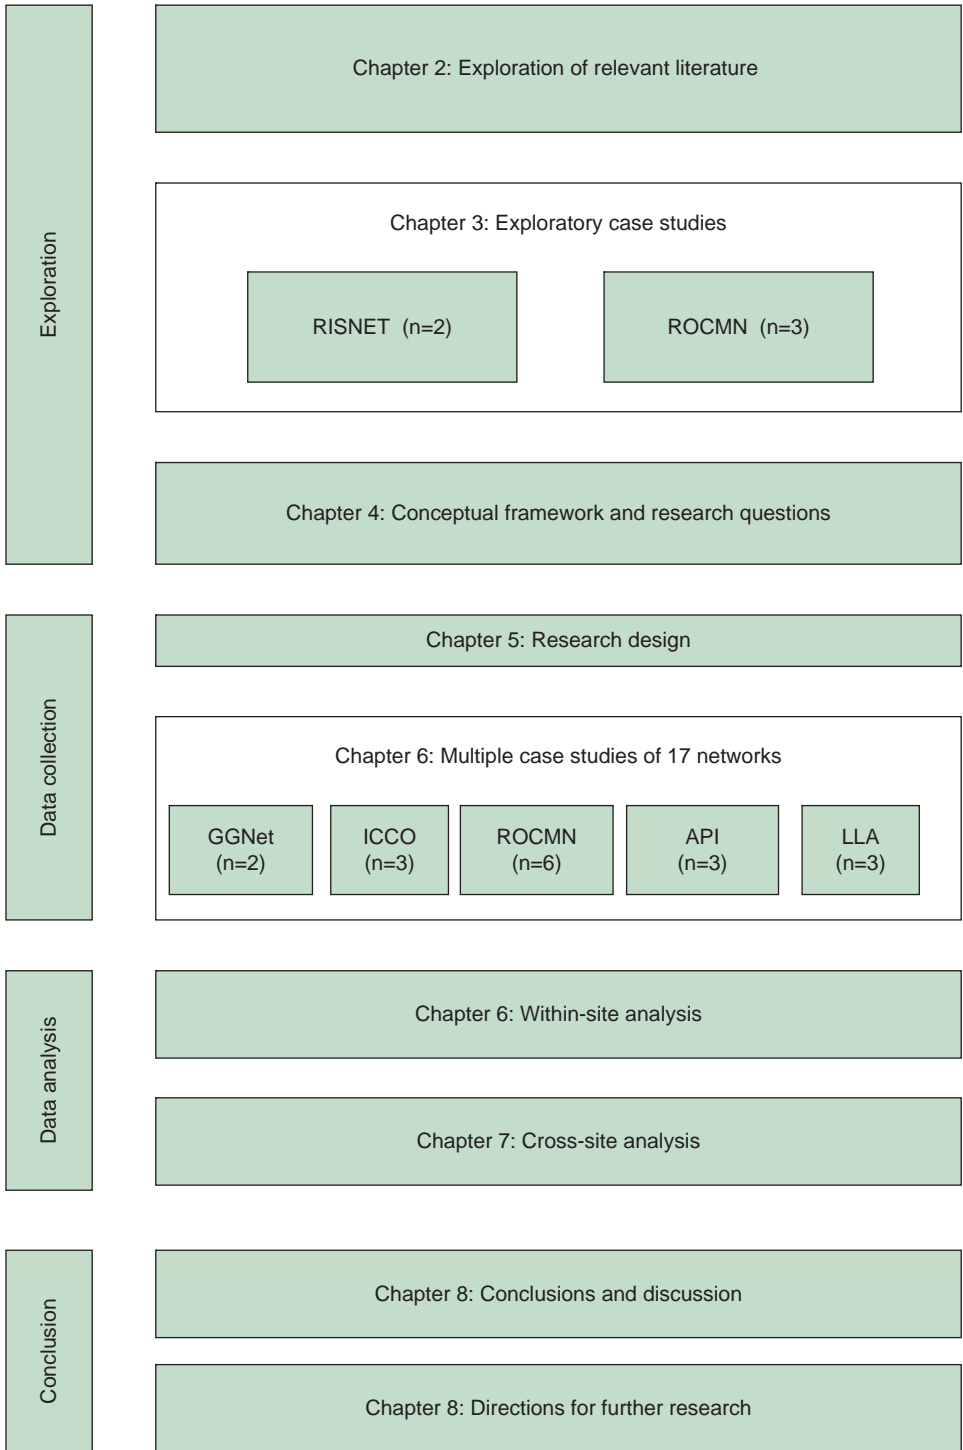 Exploration
Chapter 2: Exploration of relevant literature
Chapter 3: Exploratory case studies
RISNET (n=2)
ROCMN (n=3)
Chapter 4: Conceptual framework and research questions
Data collection
Chapter 5: Research design
Chapter 6: Multiple case studies of 17 networks
GGNet
(n=2)
ICCO
(n=3)
ROCMN
(n=6)
API
(n=3)
LLA
(n=3)
Data analysis
Chapter 6: Within-site analysis
Chapter 7: Cross-site analysis
Conclusion
Chapter 8: Conclusions and discussion
Chapter 8: Directions for further research